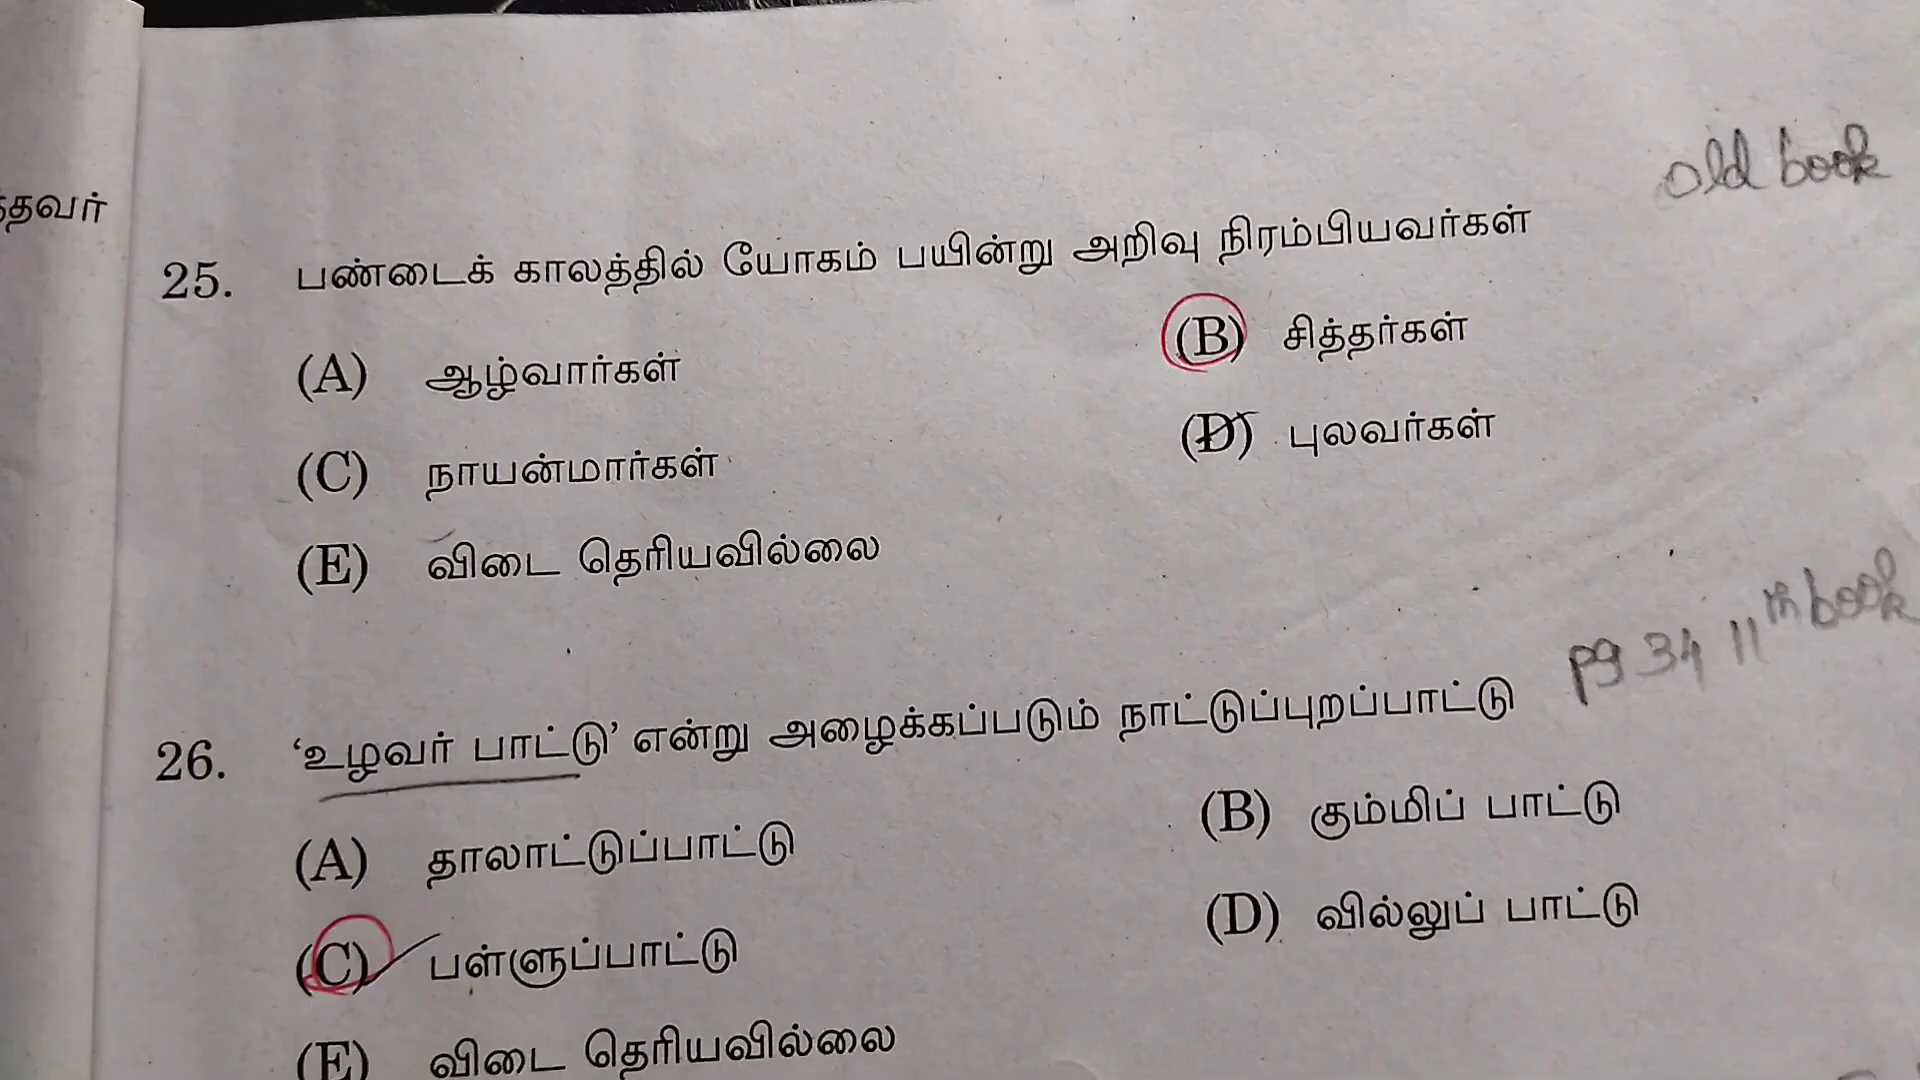 தவர்
old book
25. பண்டைக் காலத்தில் யோகம் பயின்று அறிவு நிரம்பியவர்கள்
(A) ஆழ்வார்கள் (B) சித்தர்கள்
(C) நாயன்மார்கள் (D) புலவர்கள்
(E) விடை தெரியவில்லை
pg 34 11th book
26. ‘உழவர் பாட்டு’ என்று அழைக்கப்படும் நாட்டுப்புறப்பாட்டு
(A) தாலாட்டுப்பாட்டு (B) கும்மிப் பாட்டு
(C) பள்ளுப்பாட்டு (D) வில்லுப் பாட்டு
(E) விடை தெரியவில்லை